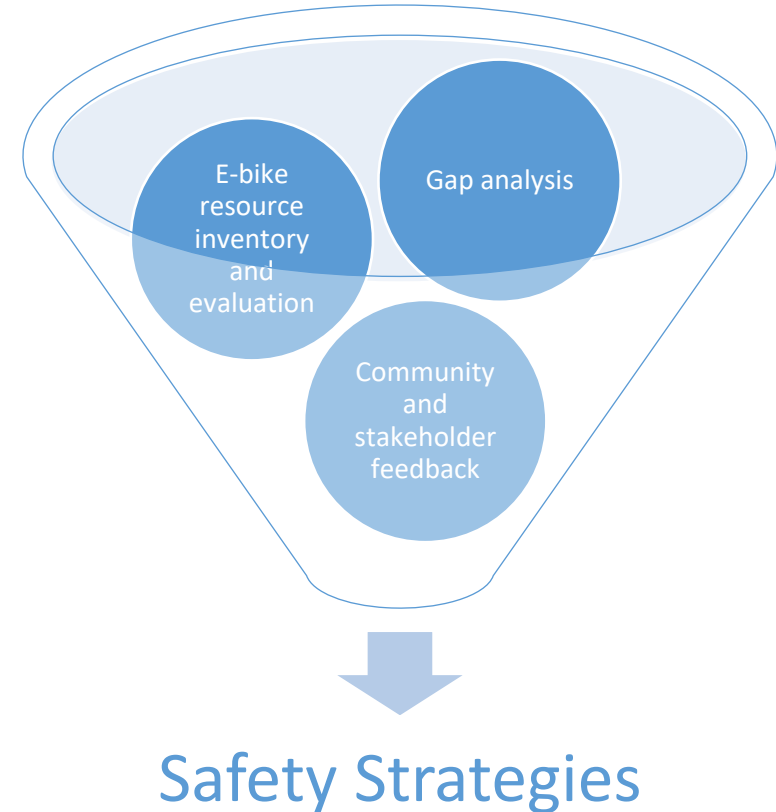 E-bike
resource
inventory
and
evaluation
Gap analysis
Community
and
stakeholder
feedback
Safety Strategies